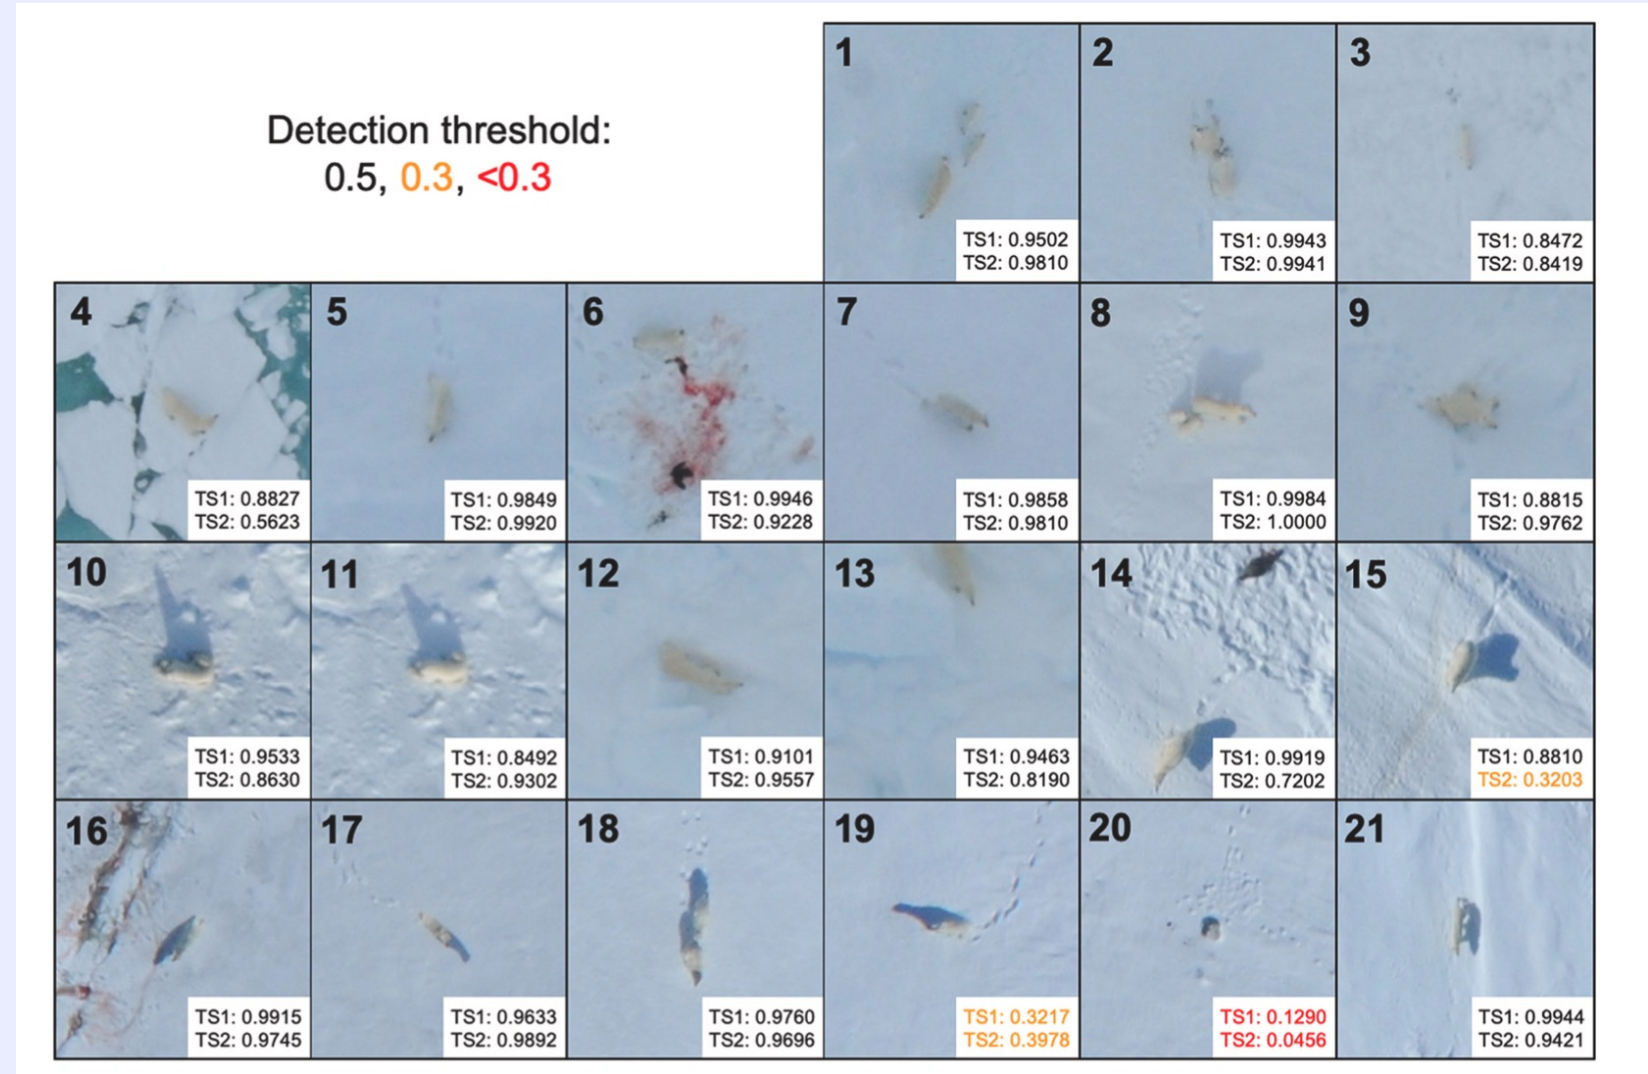 Detection threshold:
0.5, 0.3, <0.3
1
TS1: 0.9502
TS2: 0.9810
2
TS1: 0.9943
TS2: 0.9941
3
TS1: 0.8472
TS2: 0.8419
4
TS1: 0.8827
TS2: 0.5623
5
TS1: 0.9849
TS2: 0.9920
6
TS1: 0.9946
TS2: 0.9228
7
TS1: 0.9858
TS2: 0.9810
8
TS1: 0.9984
TS2: 1.0000
9
TS1: 0.8815
TS2: 0.9762
10
TS1: 0.9533
TS2: 0.8630
11
TS1: 0.8492
TS2: 0.9302
12
TS1: 0.9101
TS2: 0.9557
13
TS1: 0.9463
TS2: 0.8190
14
TS1: 0.9919
TS2: 0.7202
15
TS1: 0.8810
TS2: 0.3203
16
TS1: 0.9915
TS2: 0.9745
17
TS1: 0.9633
TS2: 0.9892
18
TS1: 0.9760
TS2: 0.9696
19
TS1: 0.3217
TS2: 0.3978
20
TS1: 0.1290
TS2: 0.0456
21
TS1: 0.9944
TS2: 0.9421